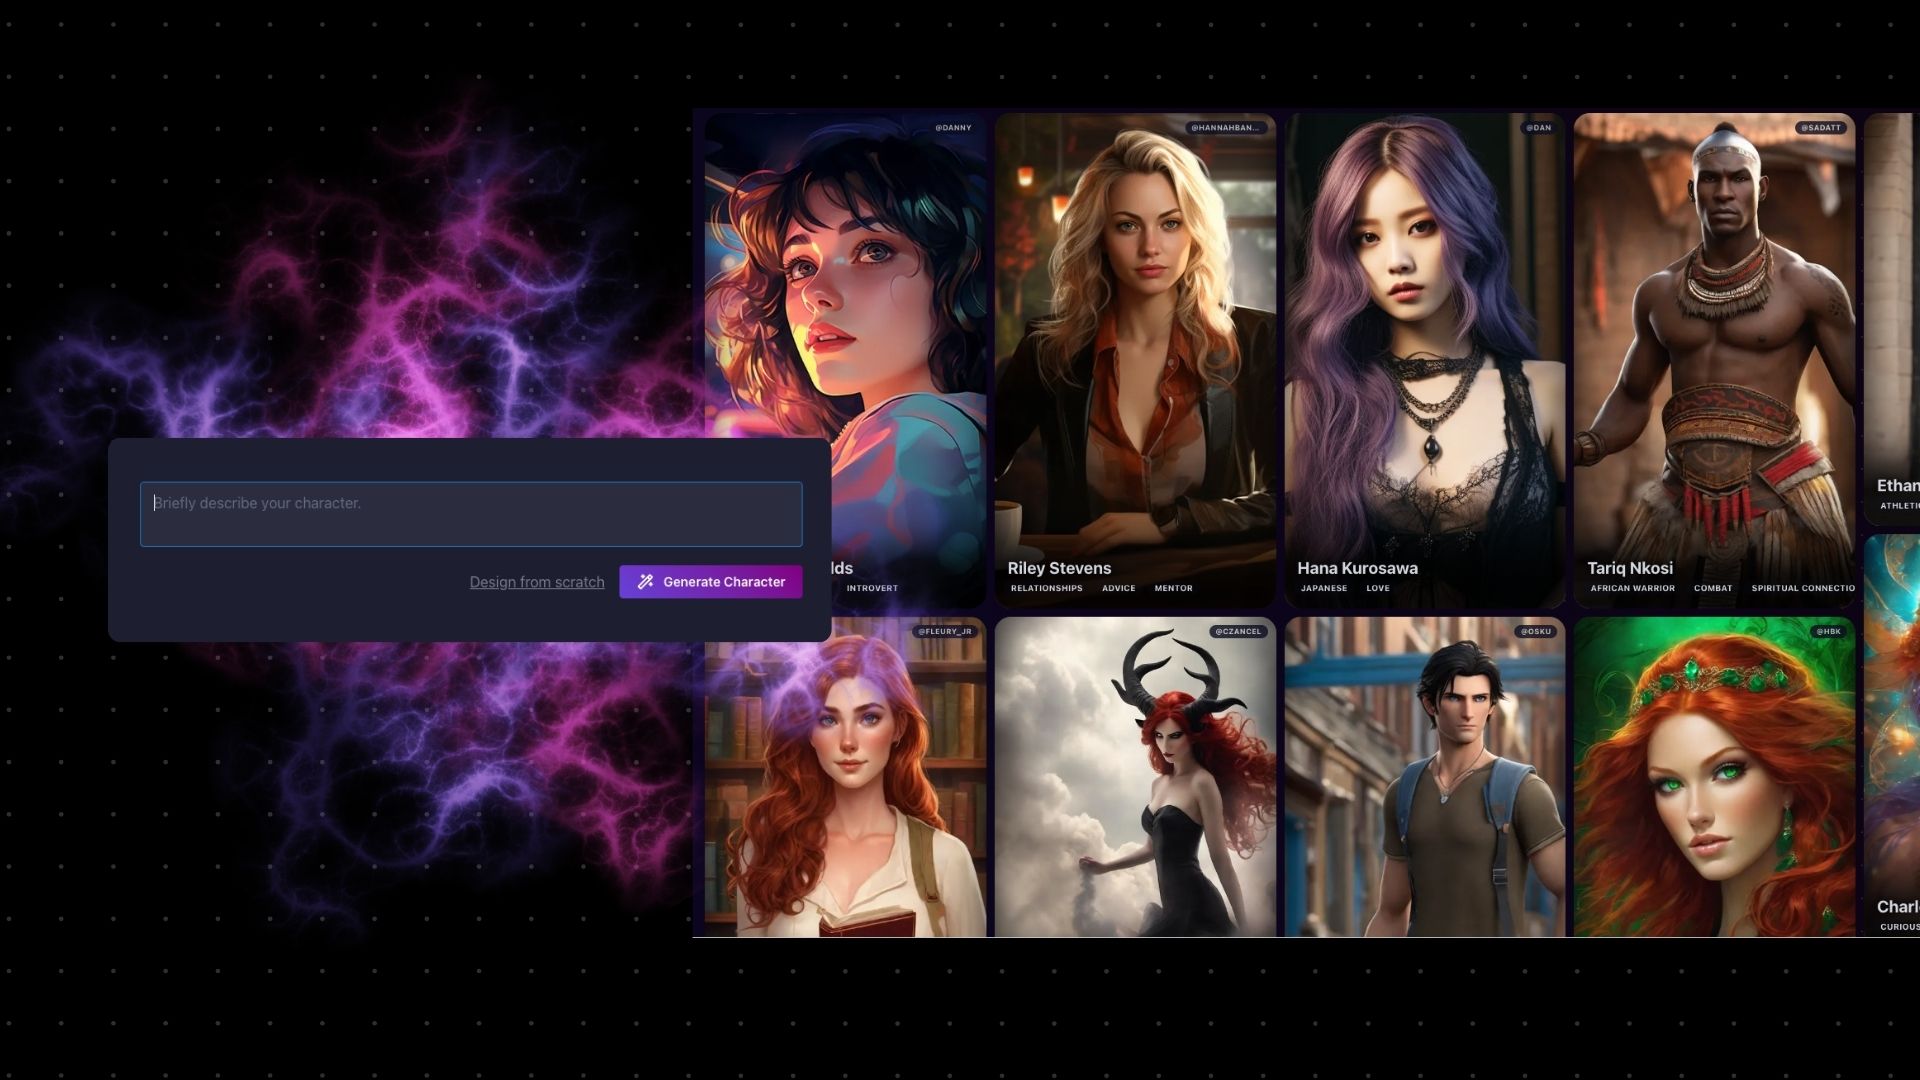 @DANNY
@HANNAHBAN...
@DAN
@SADATT
Briefly describe your character.
Design from scratch
Generate Character
lds
INTROVERT
Riley Stevens
RELATIONSHIPS ADVICE MENTOR
Hana Kurosawa
JAPANESE LOVE
Tariq Nkosi
AFRICAN WARRIOR COMBAT SPIRITUAL CONNECTIO
Ethan
ATHLETI
@FLEURY_JR
@CZANCEL
@OSKU
@HBK
Charl
CURIOUS